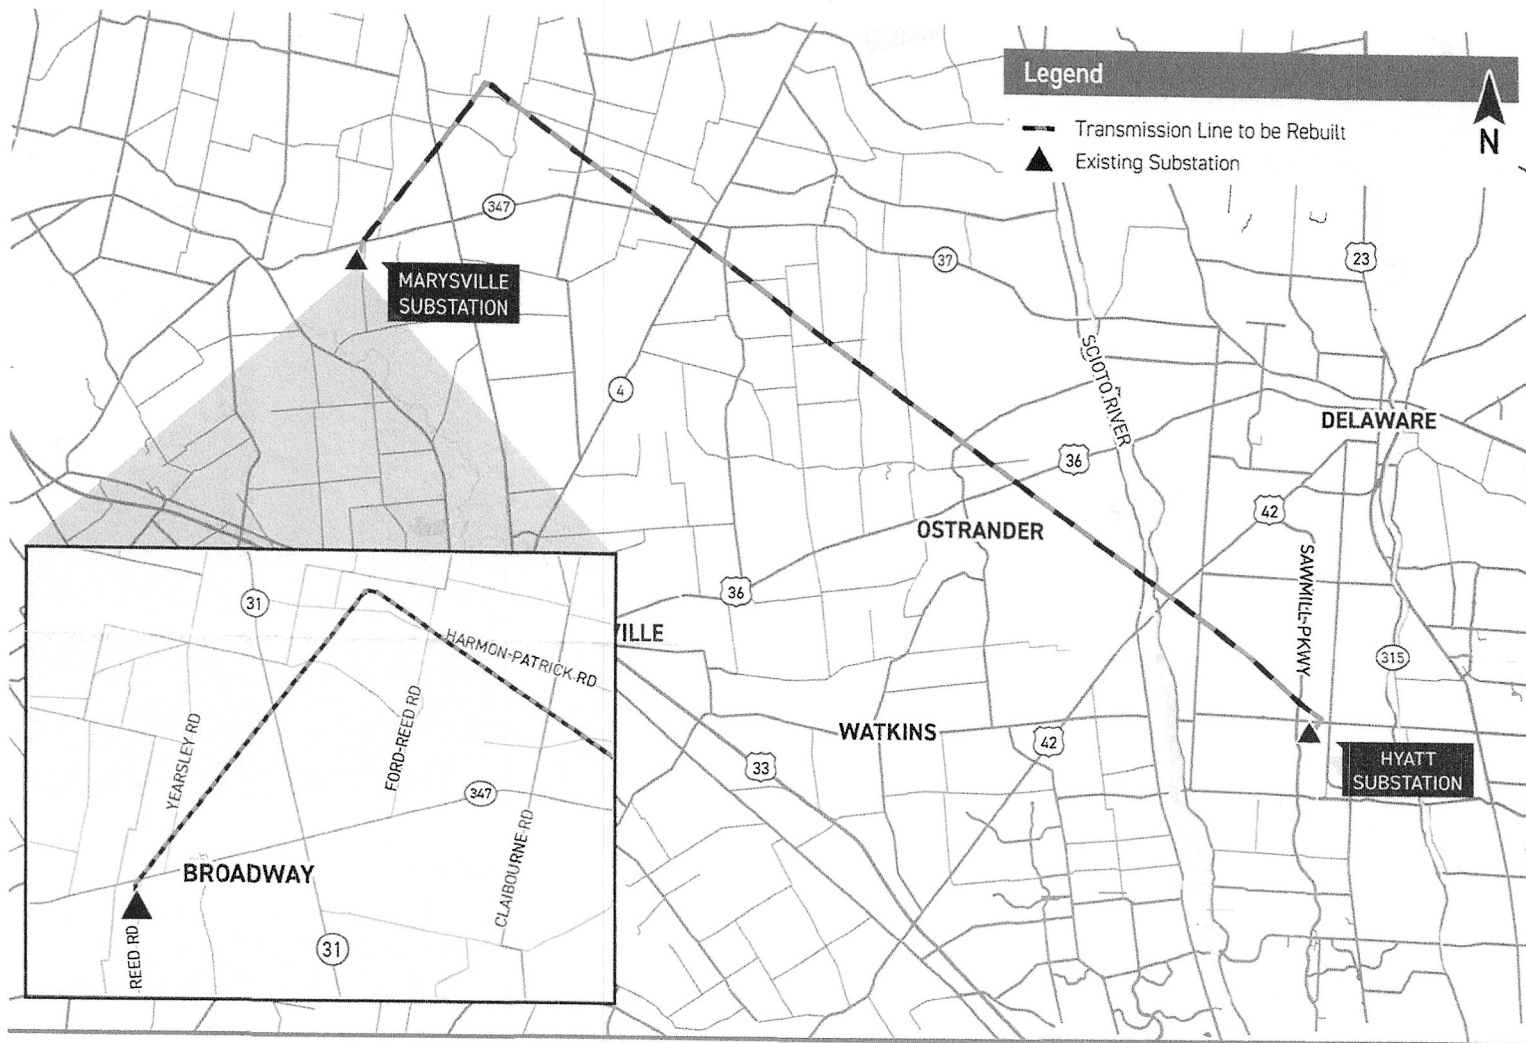 Legend
Transmission Line to be Rebuilt
Existing Substation
N
347
MARYSVILLE
SUBSTATION
37
23
SCIOTO RIVER
4
DELAWARE
36
42
OSTRANDER
SAWMILL-PKWY
36
VILLE
315
WATKINS
42
33
HYATT
SUBSTATION
31
HARMON-PATRICK RD
YEARSLEY RD
FORD-REED RD
347
BROADWAY
CLAIBOURNE RD
REED RD
31